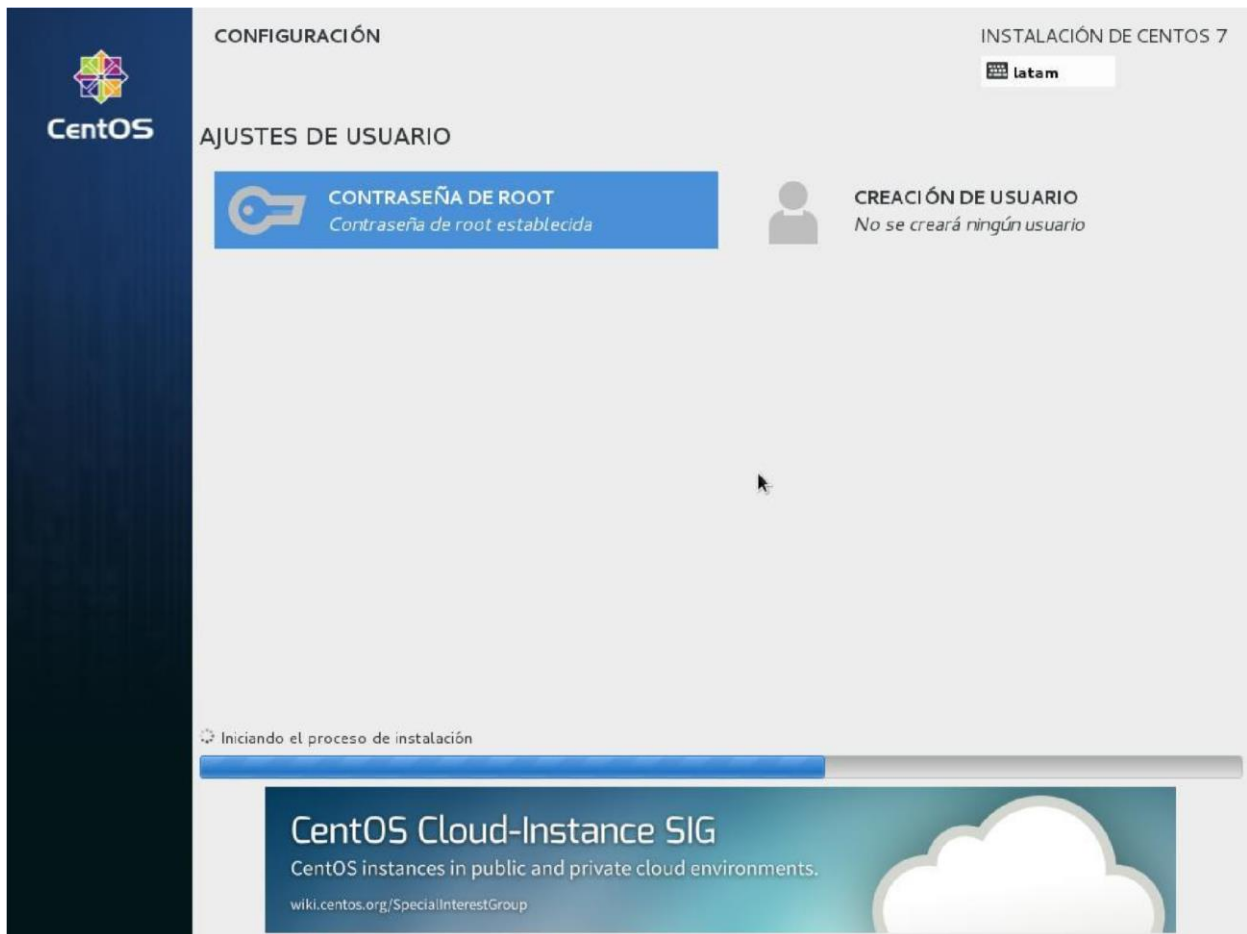 CONFIGURACIÓN
INSTALACIÓN DE CENTOS 7
latam
CentOS
AJUSTES DE USUARIO
CONTRASEÑA DE ROOT
Contraseña de root establecida
CREACIÓN DE USUARIO
No se creará ningún usuario
Iniciando el proceso de instalación
CentOS Cloud-Instance SIG
CentOS instances in public and private cloud environments.
wiki.centos.org/SpecialInterestGroup